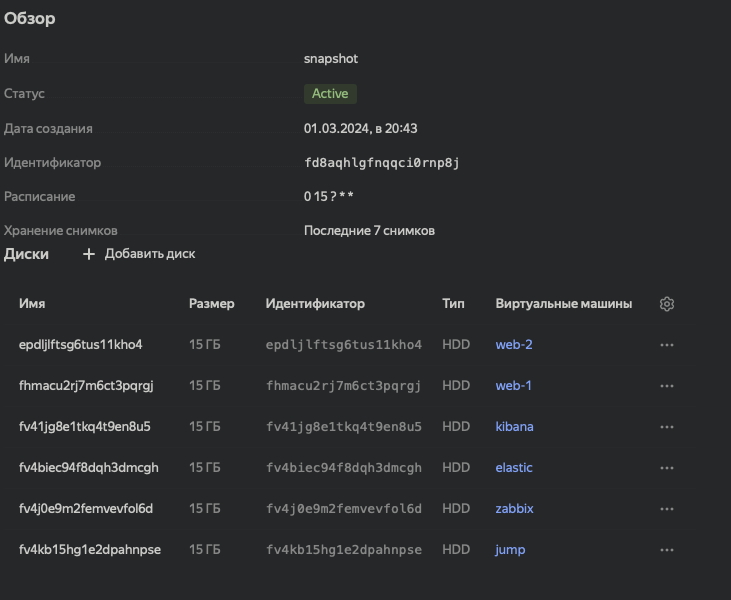 Обзор
Имя snapshot
Статус Active
Дата создания 01.03.2024, в 20:43
Идентификатор fd8aqhlgfnqqci0rnp8j
Расписание 0 15 ? * *
Хранение снимков Последние 7 снимков
Диски + Добавить диск
Имя Размер Идентификатор Тип Виртуальные машины
epdljlftsg6tus11kho4 15 ГБ epdljlftsg6tus11kho4 HDD web-2
fhmacu2rj7m6ct3pqrgj 15 ГБ fhmacu2rj7m6ct3pqrgj HDD web-1
fv41jg8e1tkq4t9en8u5 15 ГБ fv41jg8e1tkq4t9en8u5 HDD kibana
fv4biec94f8dqh3dmcgh 15 ГБ fv4biec94f8dqh3dmcgh HDD elastic
fv4j0e9m2femvevfol6d 15 ГБ fv4j0e9m2femvevfol6d HDD zabbix
fv4kb15hg1e2dpahnpse 15 ГБ fv4kb15hg1e2dpahnpse HDD jump